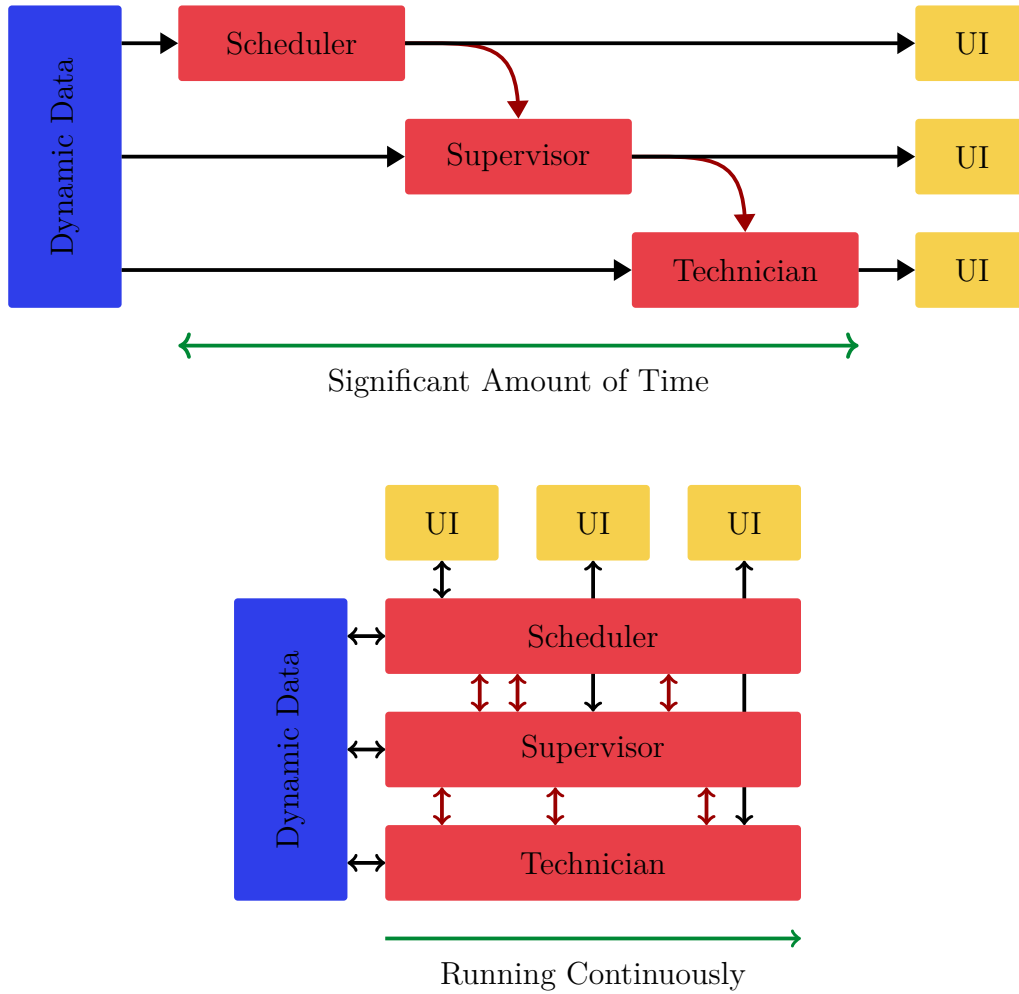 Dynamic Data
Scheduler
UI
Supervisor
UI
Technician
UI
Significant Amount of Time
UI
UI
UI
Dynamic Data
Scheduler
Supervisor
Technician
Running Continuously